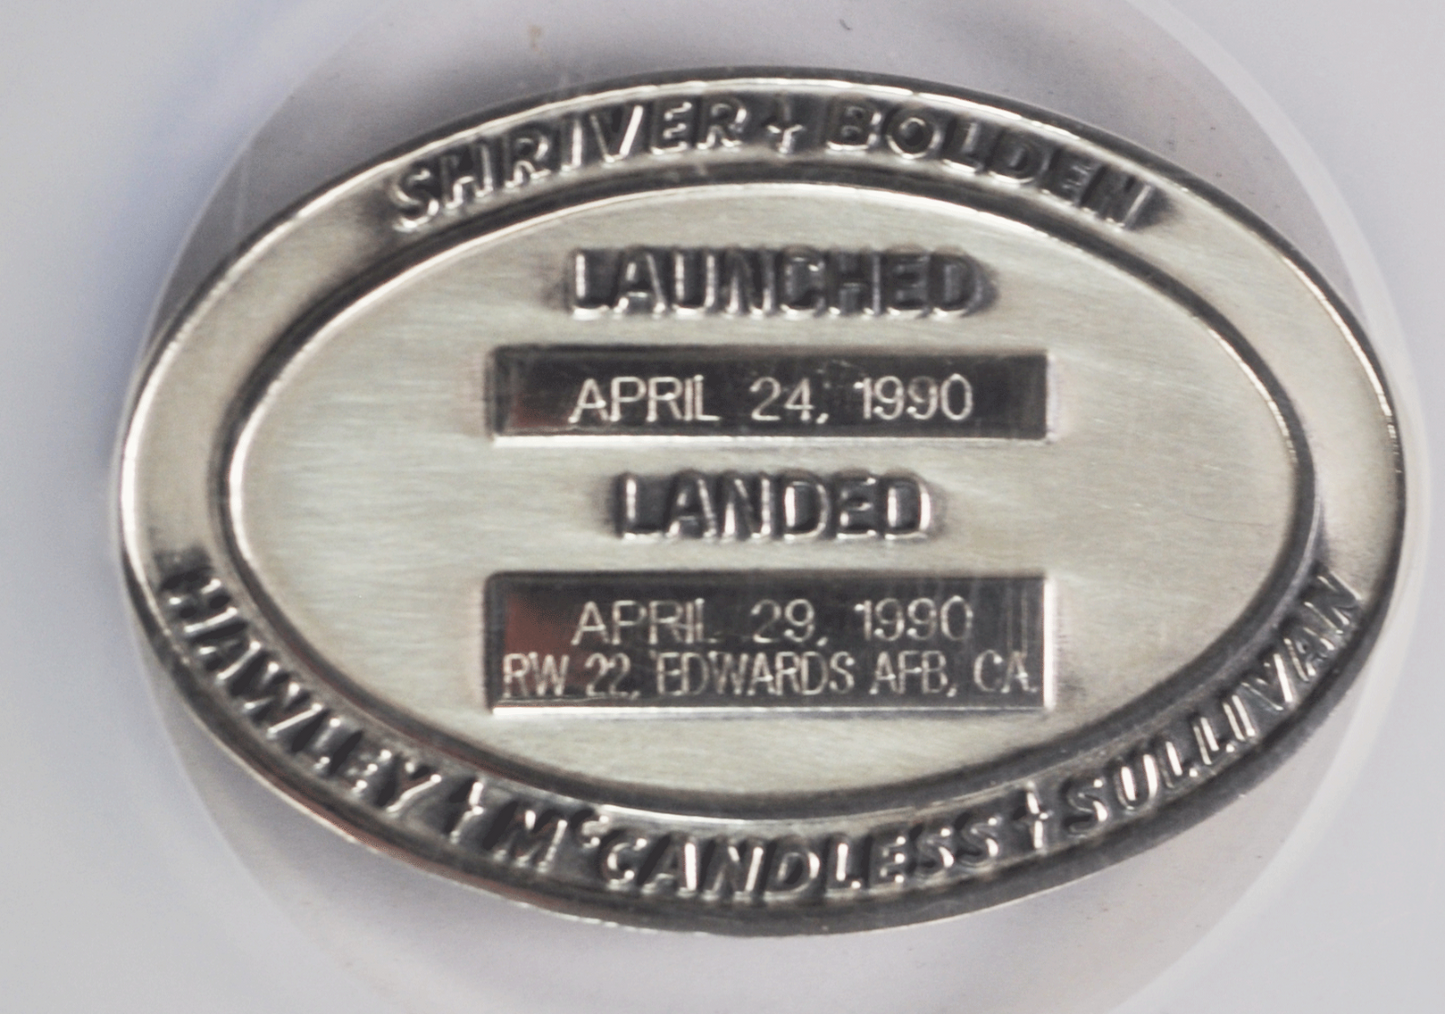 SHRIVER BOLDEN
LAUNCHED
APRIL 24, 1990
LANDED
APRIL 29, 1990
RW 22, EDWARDS AFB, CA.
HAWLEY McCANDLESS SULLIVAN